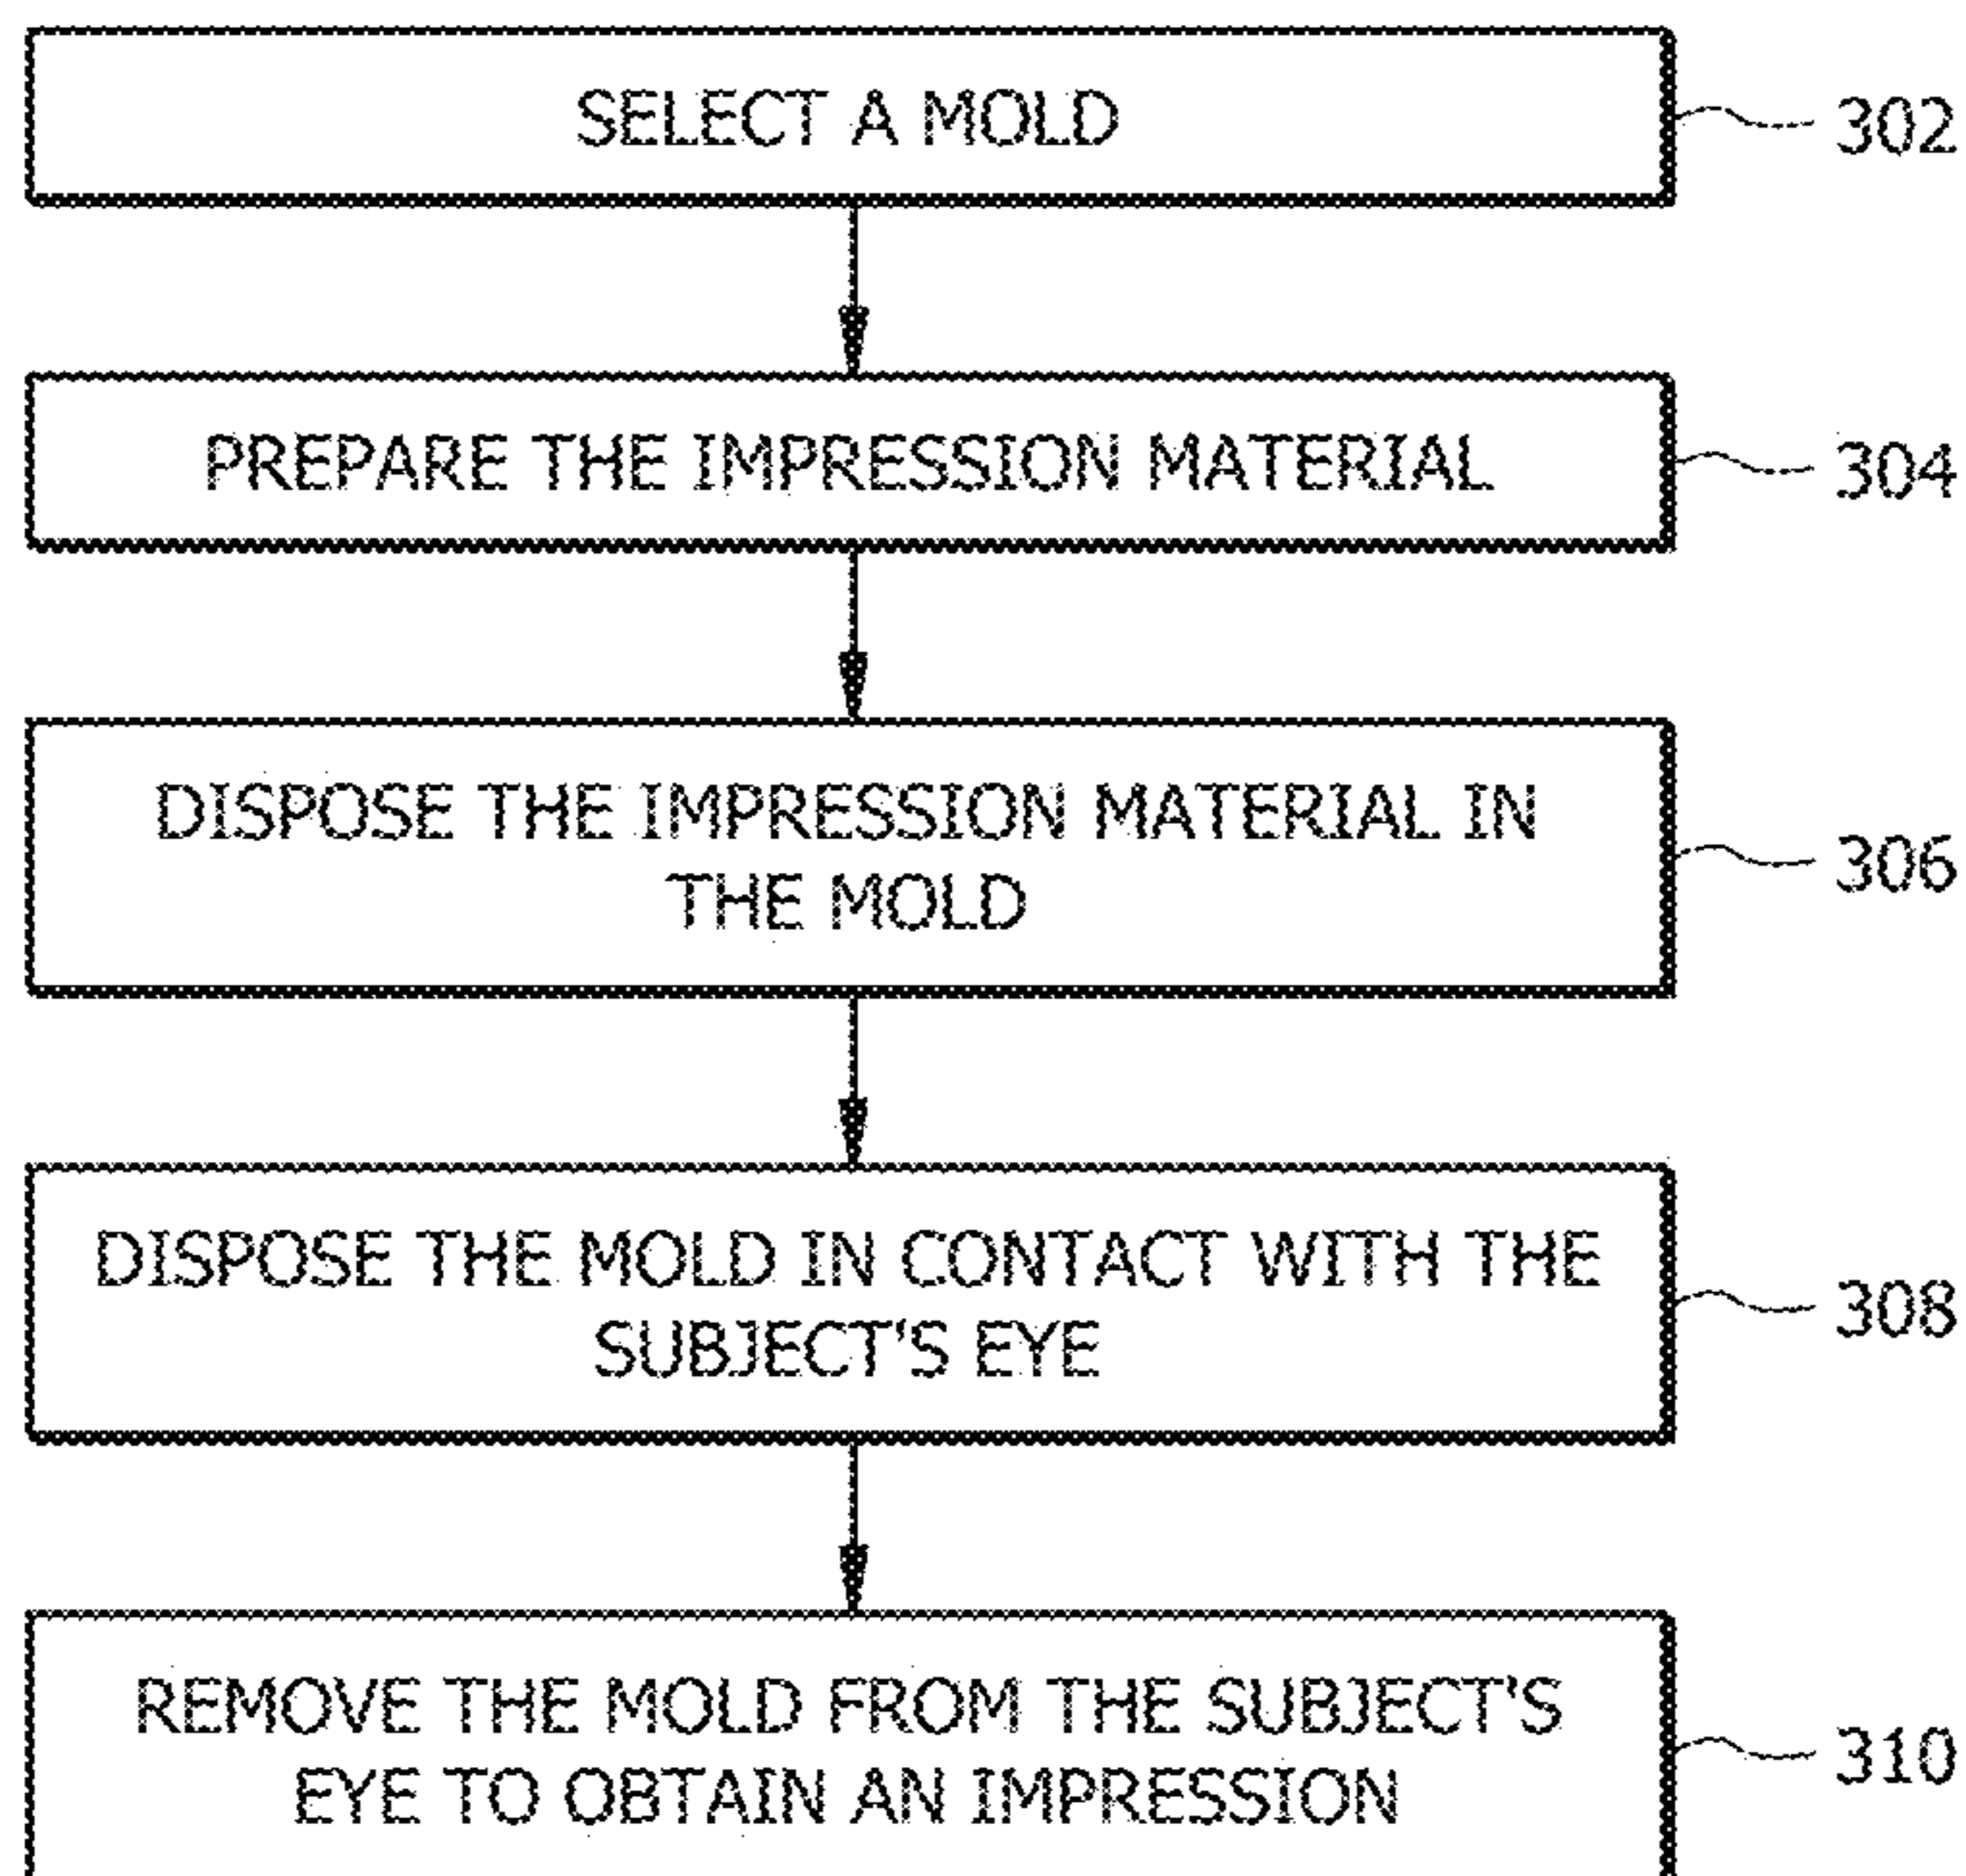 SELECT A MOLD
302
PREPARE THE IMPRESSION MATERIAL
304
DISPOSE THE IMPRESSION MATERIAL IN
THE MOLD
306
DISPOSE THE MOLD IN CONTACT WITH THE
SUBJECT'S EYE
308
REMOVE THE MOLD FROM THE SUBJECT'S
EYE TO OBTAIN AN IMPRESSION
310